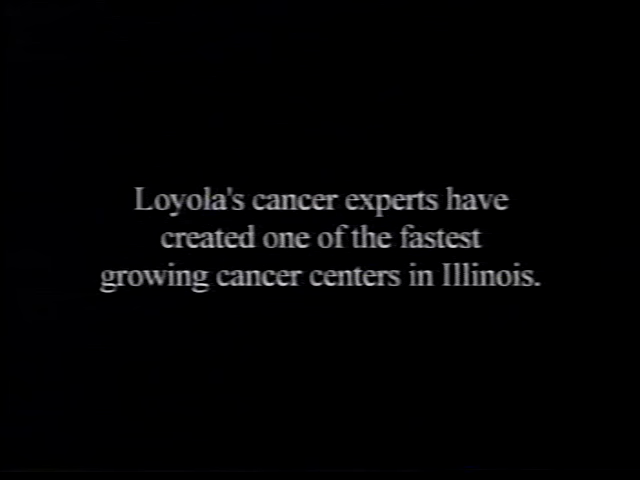 Loyola's cancer experts have
created one of the fastest
growing cancer centers in Illinois.